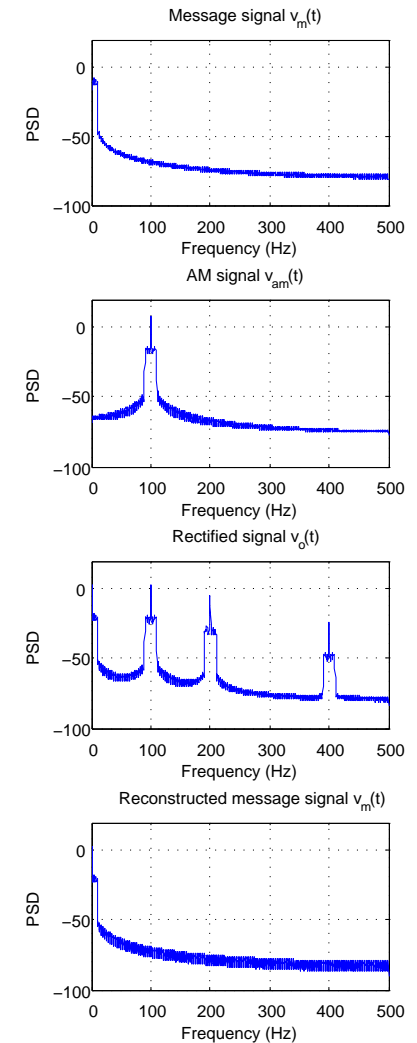 Message signal v_m(t)
0
−50
−100
PSD
0 100 200 300 400 500
Frequency (Hz)
AM signal v_am(t)
0
−50
−100
PSD
0 100 200 300 400 500
Frequency (Hz)
Rectified signal v_o(t)
0
−50
−100
PSD
0 100 200 300 400 500
Frequency (Hz)
Reconstructed message signal v_m(t)
0
−50
−100
PSD
0 100 200 300 400 500
Frequency (Hz)